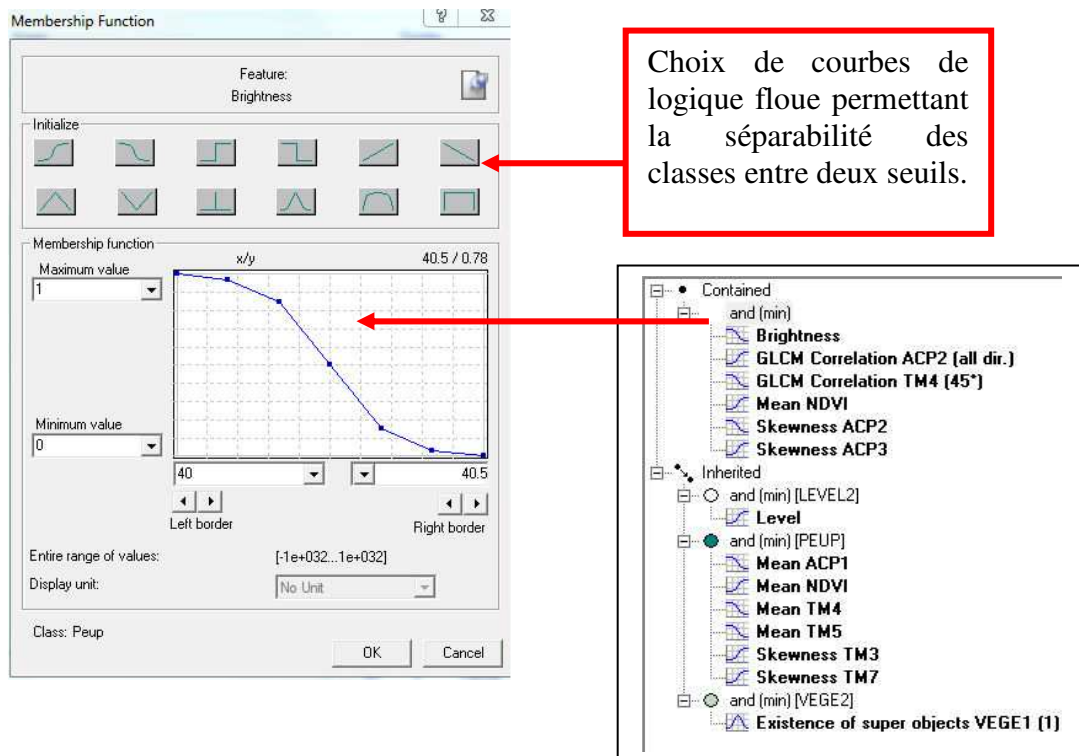 Membership Function
Feature:
Brightness
Initialize
Membership function
Maximum value
x/y
40.5 / 0.78
1
Minimum value
0
40
40.5
Left border
Right border
Entire range of values:
[-1e+032...1e+032]
Display unit:
No Unit
Class: Peup
OK
Cancel
Choix de courbes de
logique floue permettant
la séparabilité des
classes entre deux seuils.
Contained
and (min)
Brightness
GLCM Correlation ACP2 (all dir.)
GLCM Correlation TM4 (45°)
Mean NDVI
Skewness ACP2
Skewness ACP3
Inherited
and (min) [LEVEL2]
Level
and (min) [PEUP]
Mean ACP1
Mean NDVI
Mean TM4
Mean TM5
Skewness TM3
Skewness TM7
and (min) [VEGE2]
Existence of super objects VEGE1 (1)